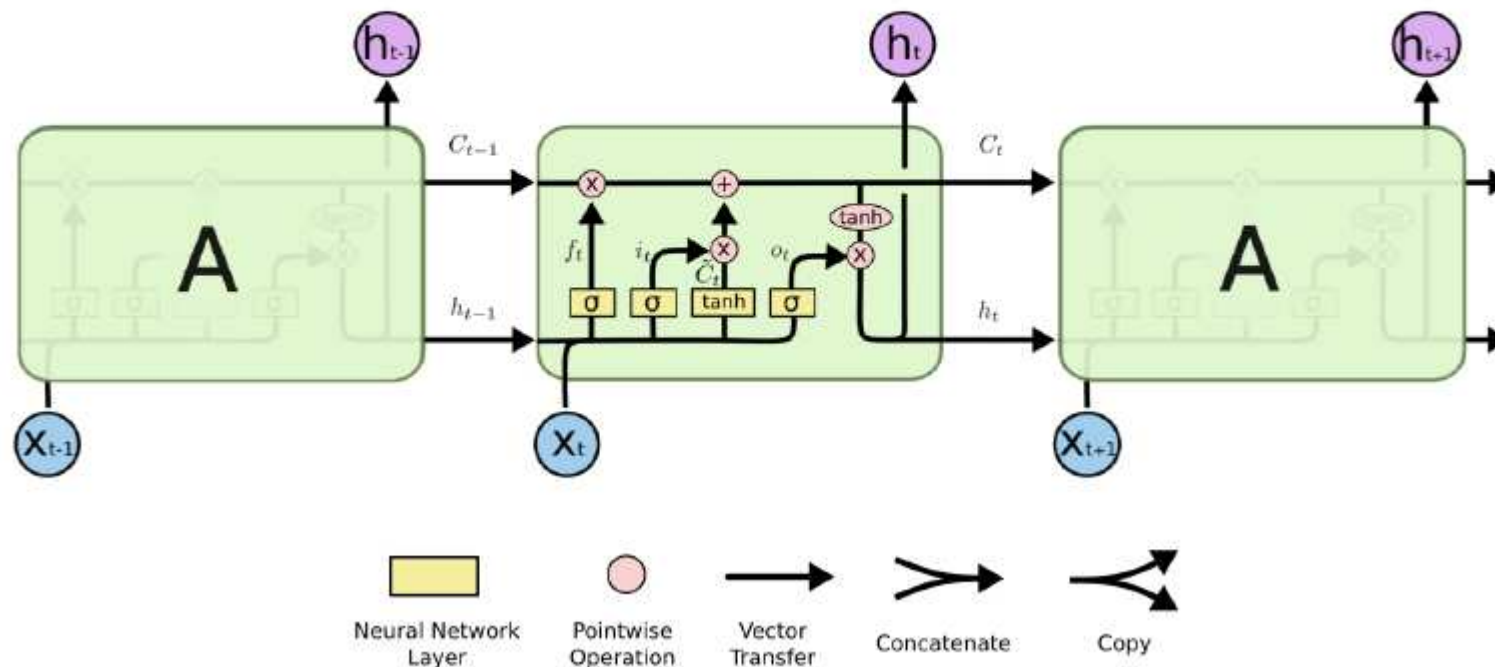 h t-1
h t
h t+1
C t−1
C t
A
x
+
tanh
f t
i t
x
C̃ t
o t
x
A
σ
σ
tanh
σ
h t−1
h t
X t-1
X t
X t+1
Neural Network
Layer
Pointwise
Operation
Vector
Transfer
Concatenate
Copy